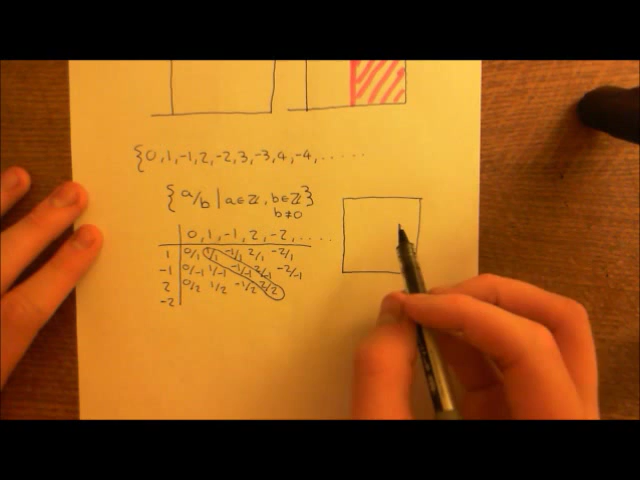 {0, 1, -1, 2, -2, 3, -3, 4, -4, .....
{a/b | a∈ℤ, b∈ℤ}
b≠0
0, 1, -1, 2, -2, .....
1 0/1 1/1 -1/1 2/1 -2/1
-1 0/-1 1/-1 -1/-1 2/-1 -2/-1
2 0/2 1/2 -1/2 2/2
-2